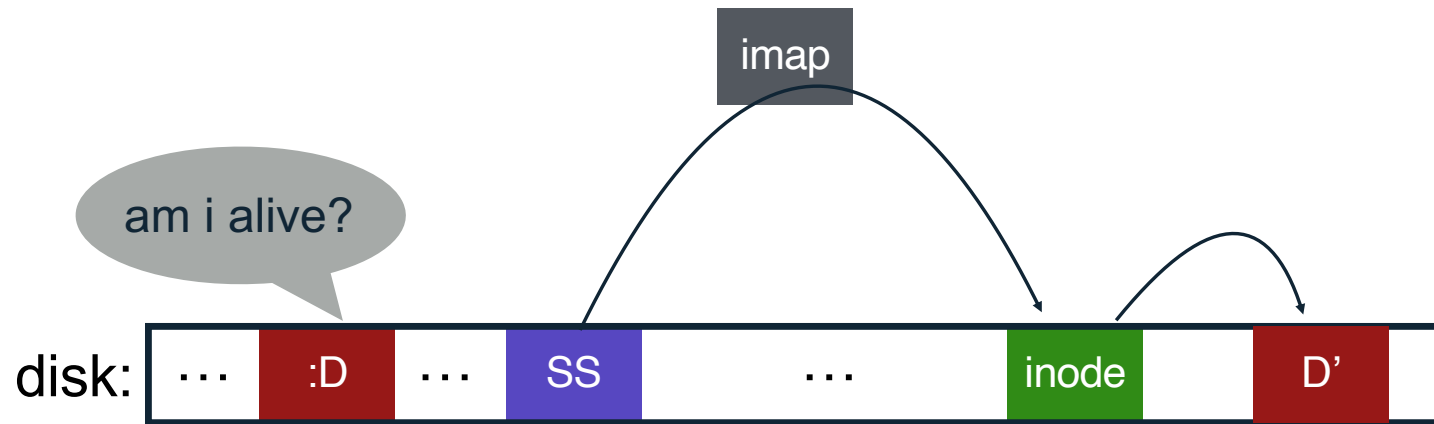 imap
am i alive?
disk: … :D … SS … inode D’